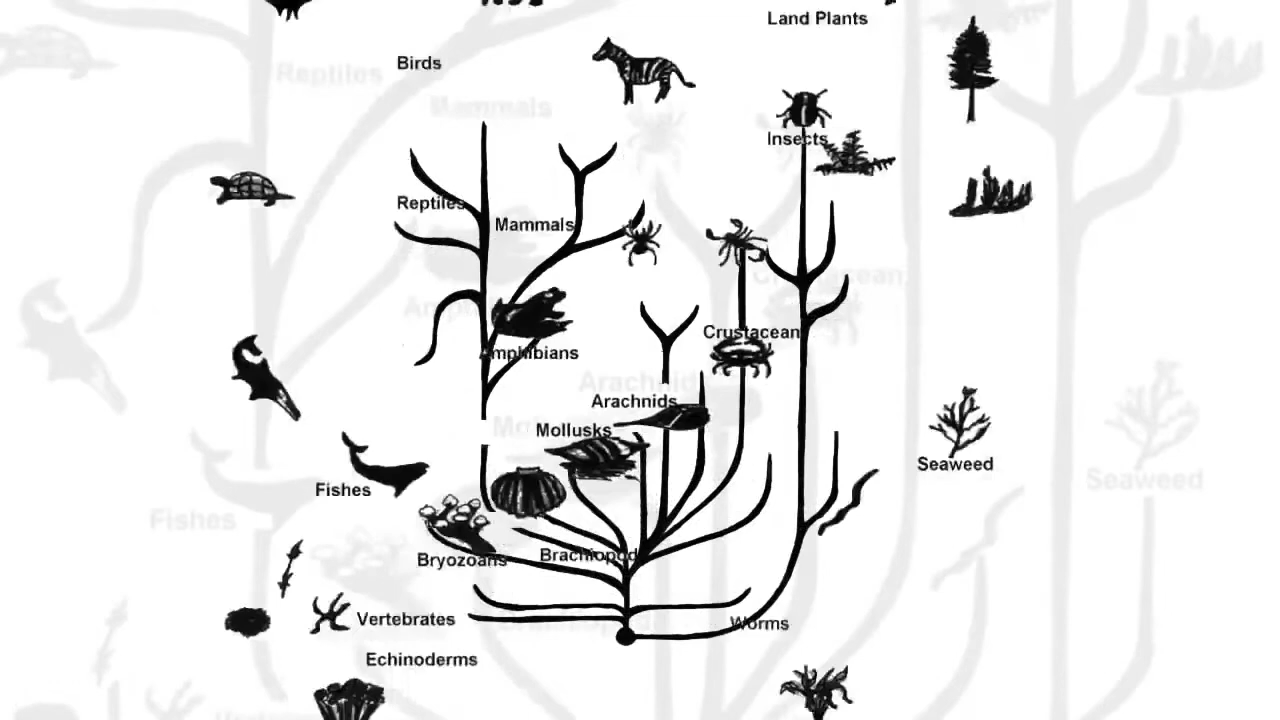 Land Plants
Birds
Insects
Reptiles
Mammals
Crustacean
Amphibians
Arachnids
Mollusks
Seaweed
Fishes
Brachiopod
Bryozoans
Vertebrates
Worms
Echinoderms